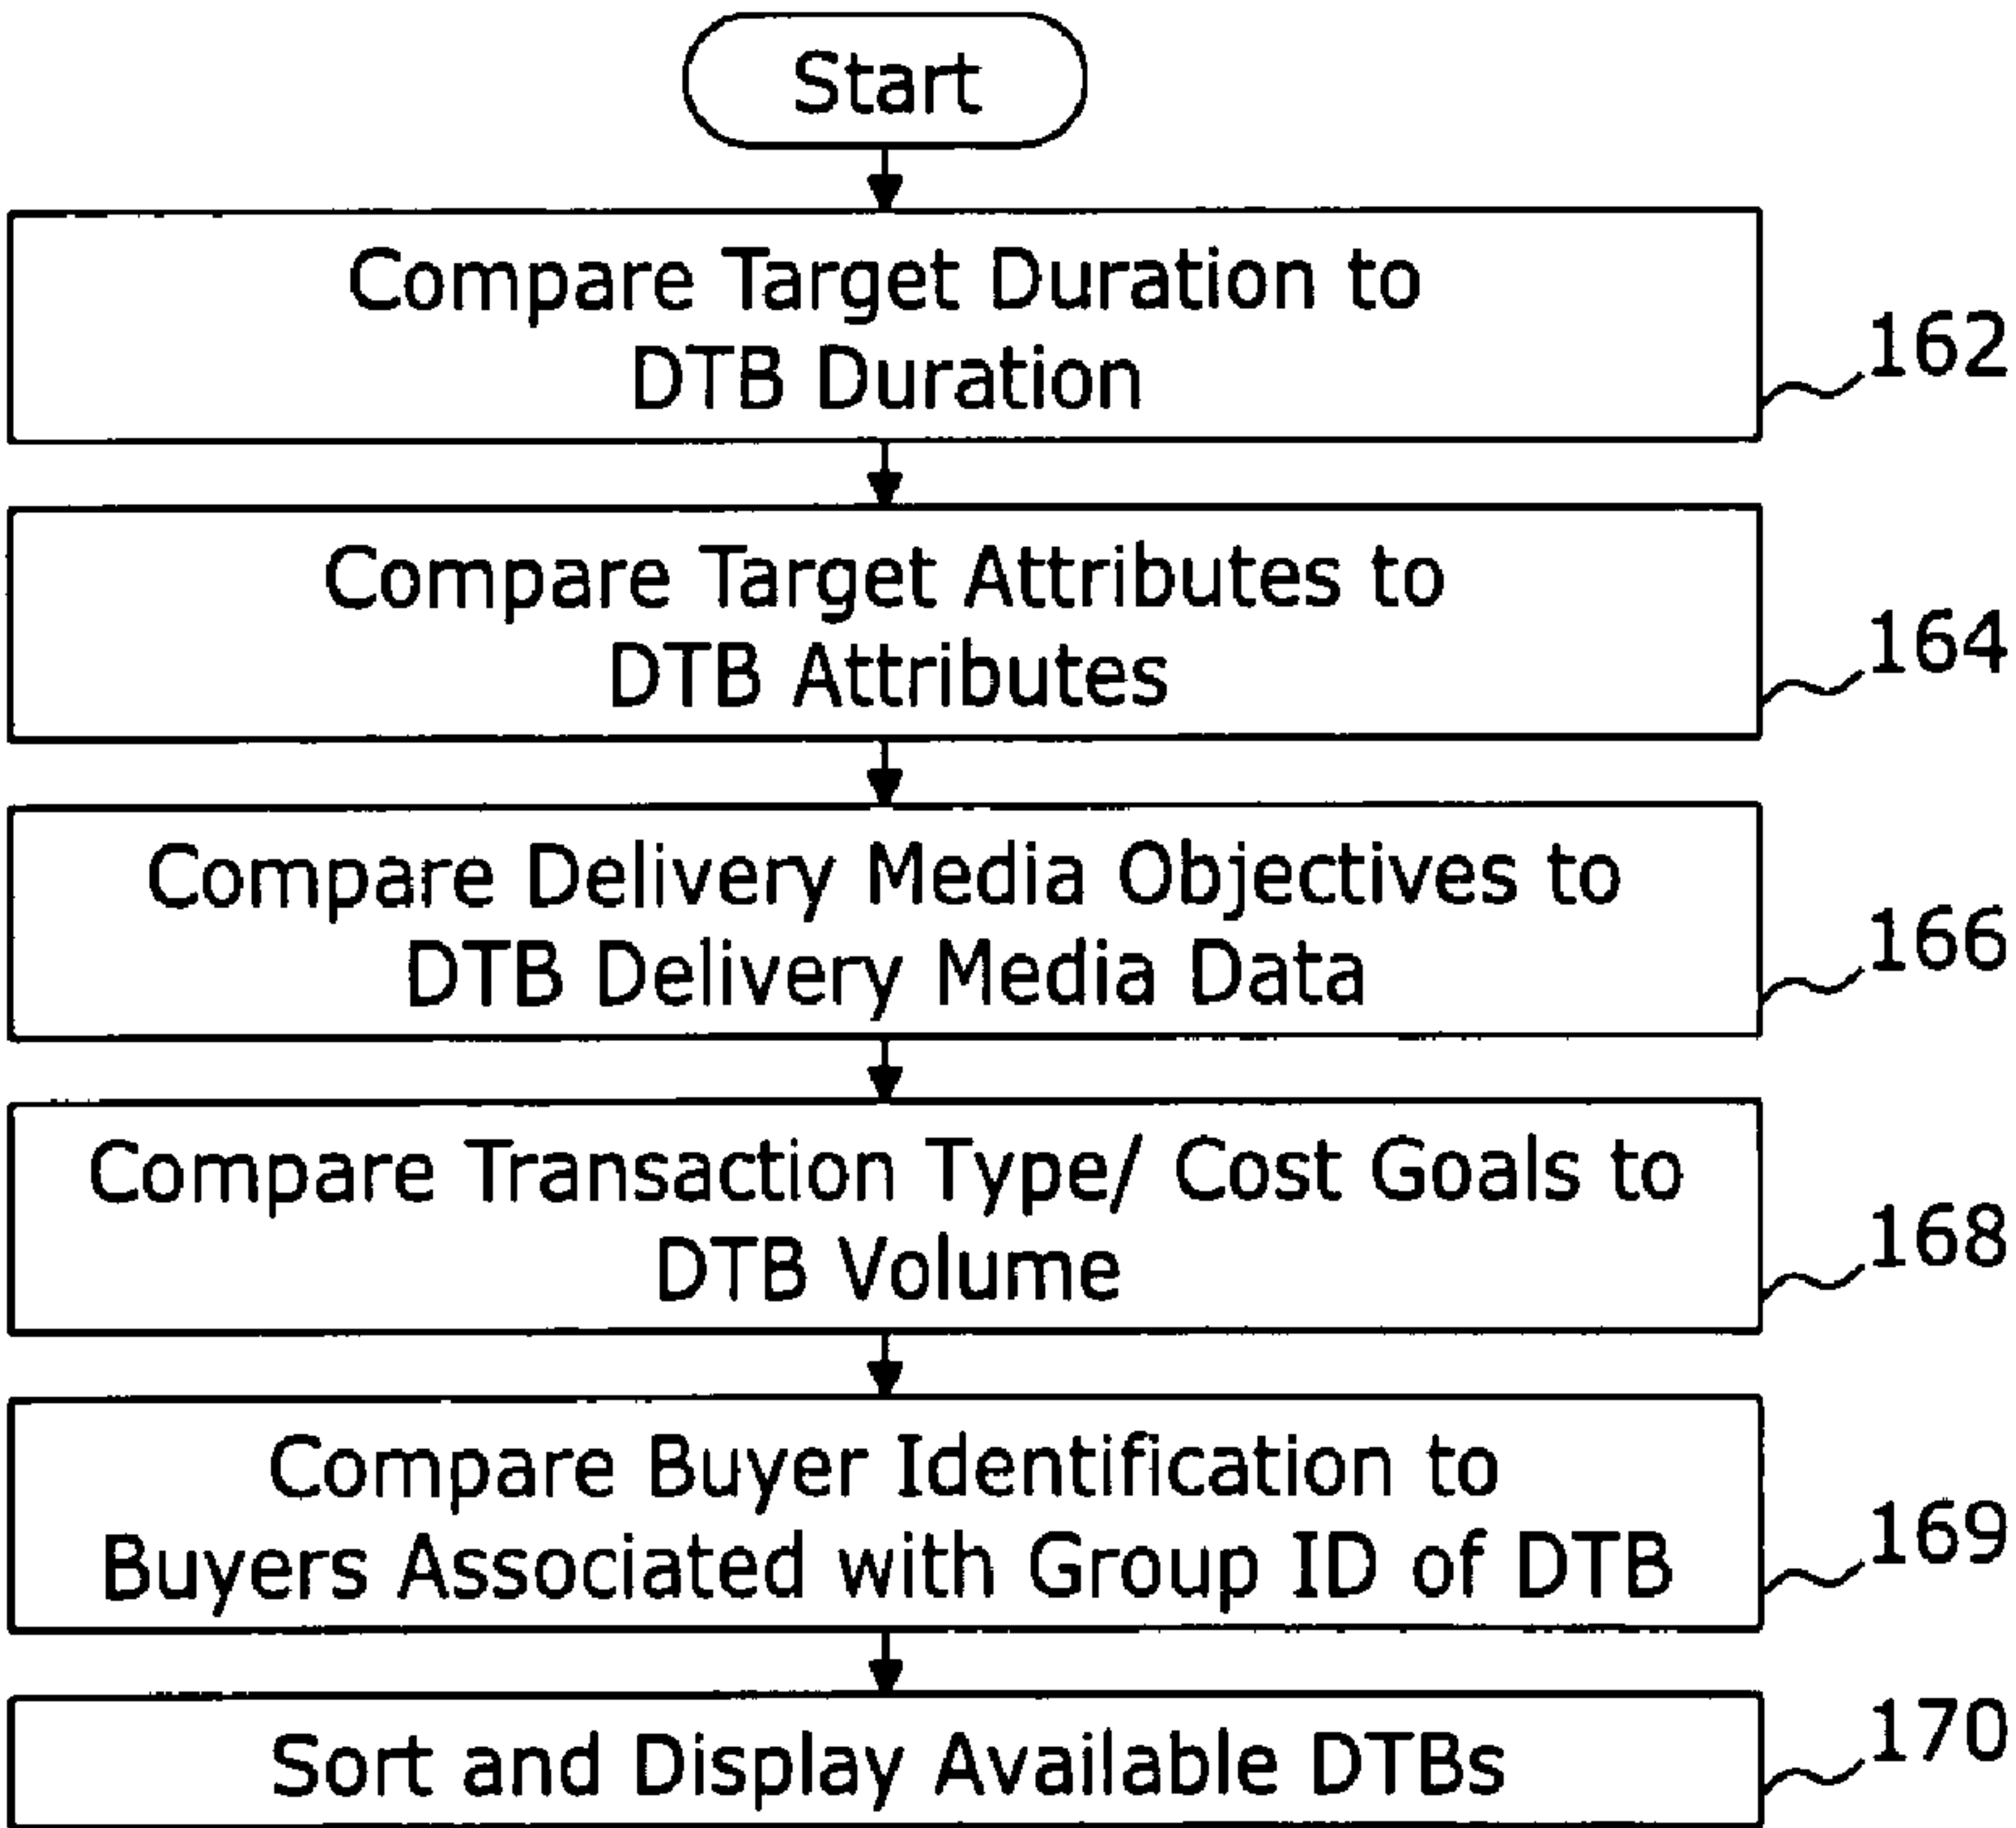 Start
Compare Target Duration to
DTB Duration
162
Compare Target Attributes to
DTB Attributes
164
Compare Delivery Media Objectives to
DTB Delivery Media Data
166
Compare Transaction Type/ Cost Goals to
DTB Volume
168
Compare Buyer Identification to
Buyers Associated with Group ID of DTB
169
Sort and Display Available DTBs
170